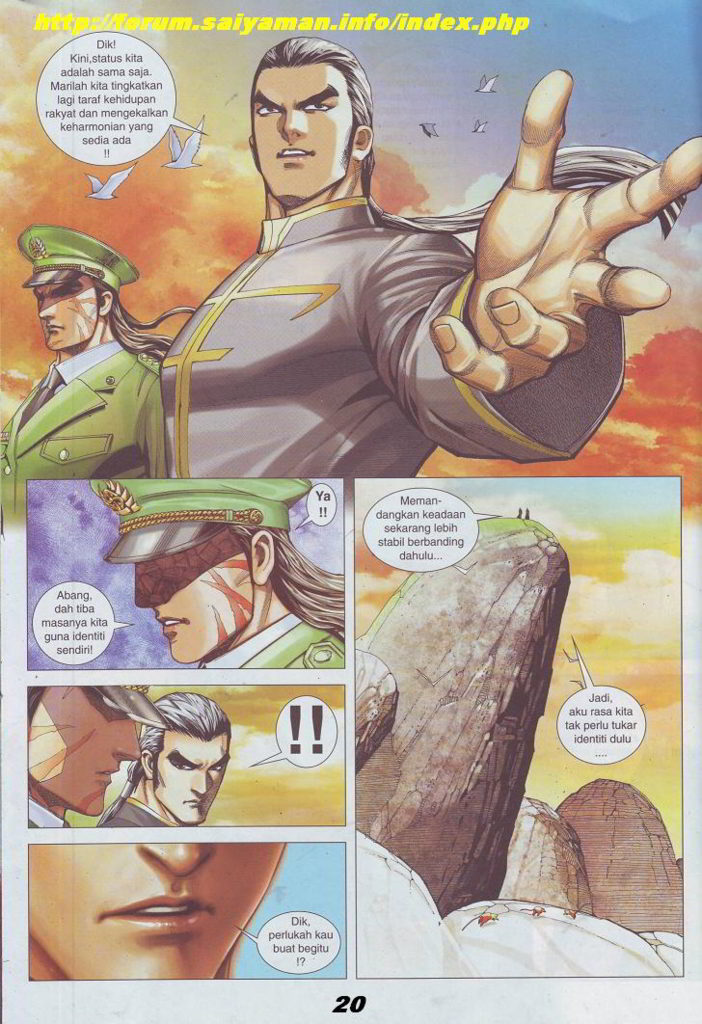 http://forum.saiyaman.info/index.php
Dik!
Kini,status kita
adalah sama saja.
Marilah kita tingkatkan
lagi taraf kehidupan
rakyat dan mengekalkan
keharmonian yang
sedia ada
!!
Ya
!!
Abang,
dah tiba
masanya kita
guna identiti
sendiri!
!!
Dik,
perlukah kau
buat begitu
!?
Meman-
dangkan keadaan
sekarang lebih
stabil berbanding
dahulu...
Jadi,
aku rasa kita
tak perlu tukar
identiti dulu
....
20